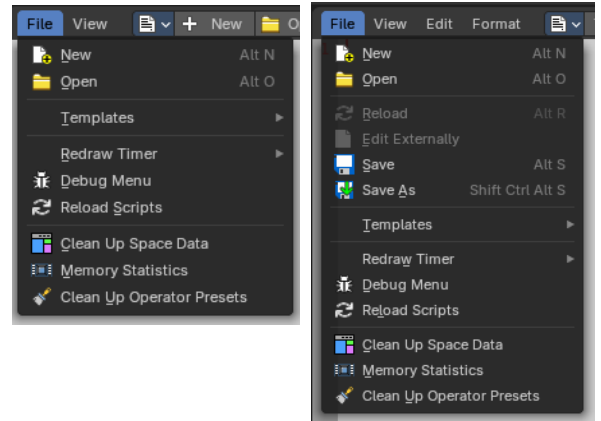 File View New O
New Alt N
Open Alt O
Templates
Redraw Timer
Debug Menu
Reload Scripts
Clean Up Space Data
Memory Statistics
Clean Up Operator Presets
File View Edit Format
New Alt N
Open Alt O
Reload Alt R
Edit Externally
Save Alt S
Save As Shift Ctrl Alt S
Templates
Redraw Timer
Debug Menu
Reload Scripts
Clean Up Space Data
Memory Statistics
Clean Up Operator Presets